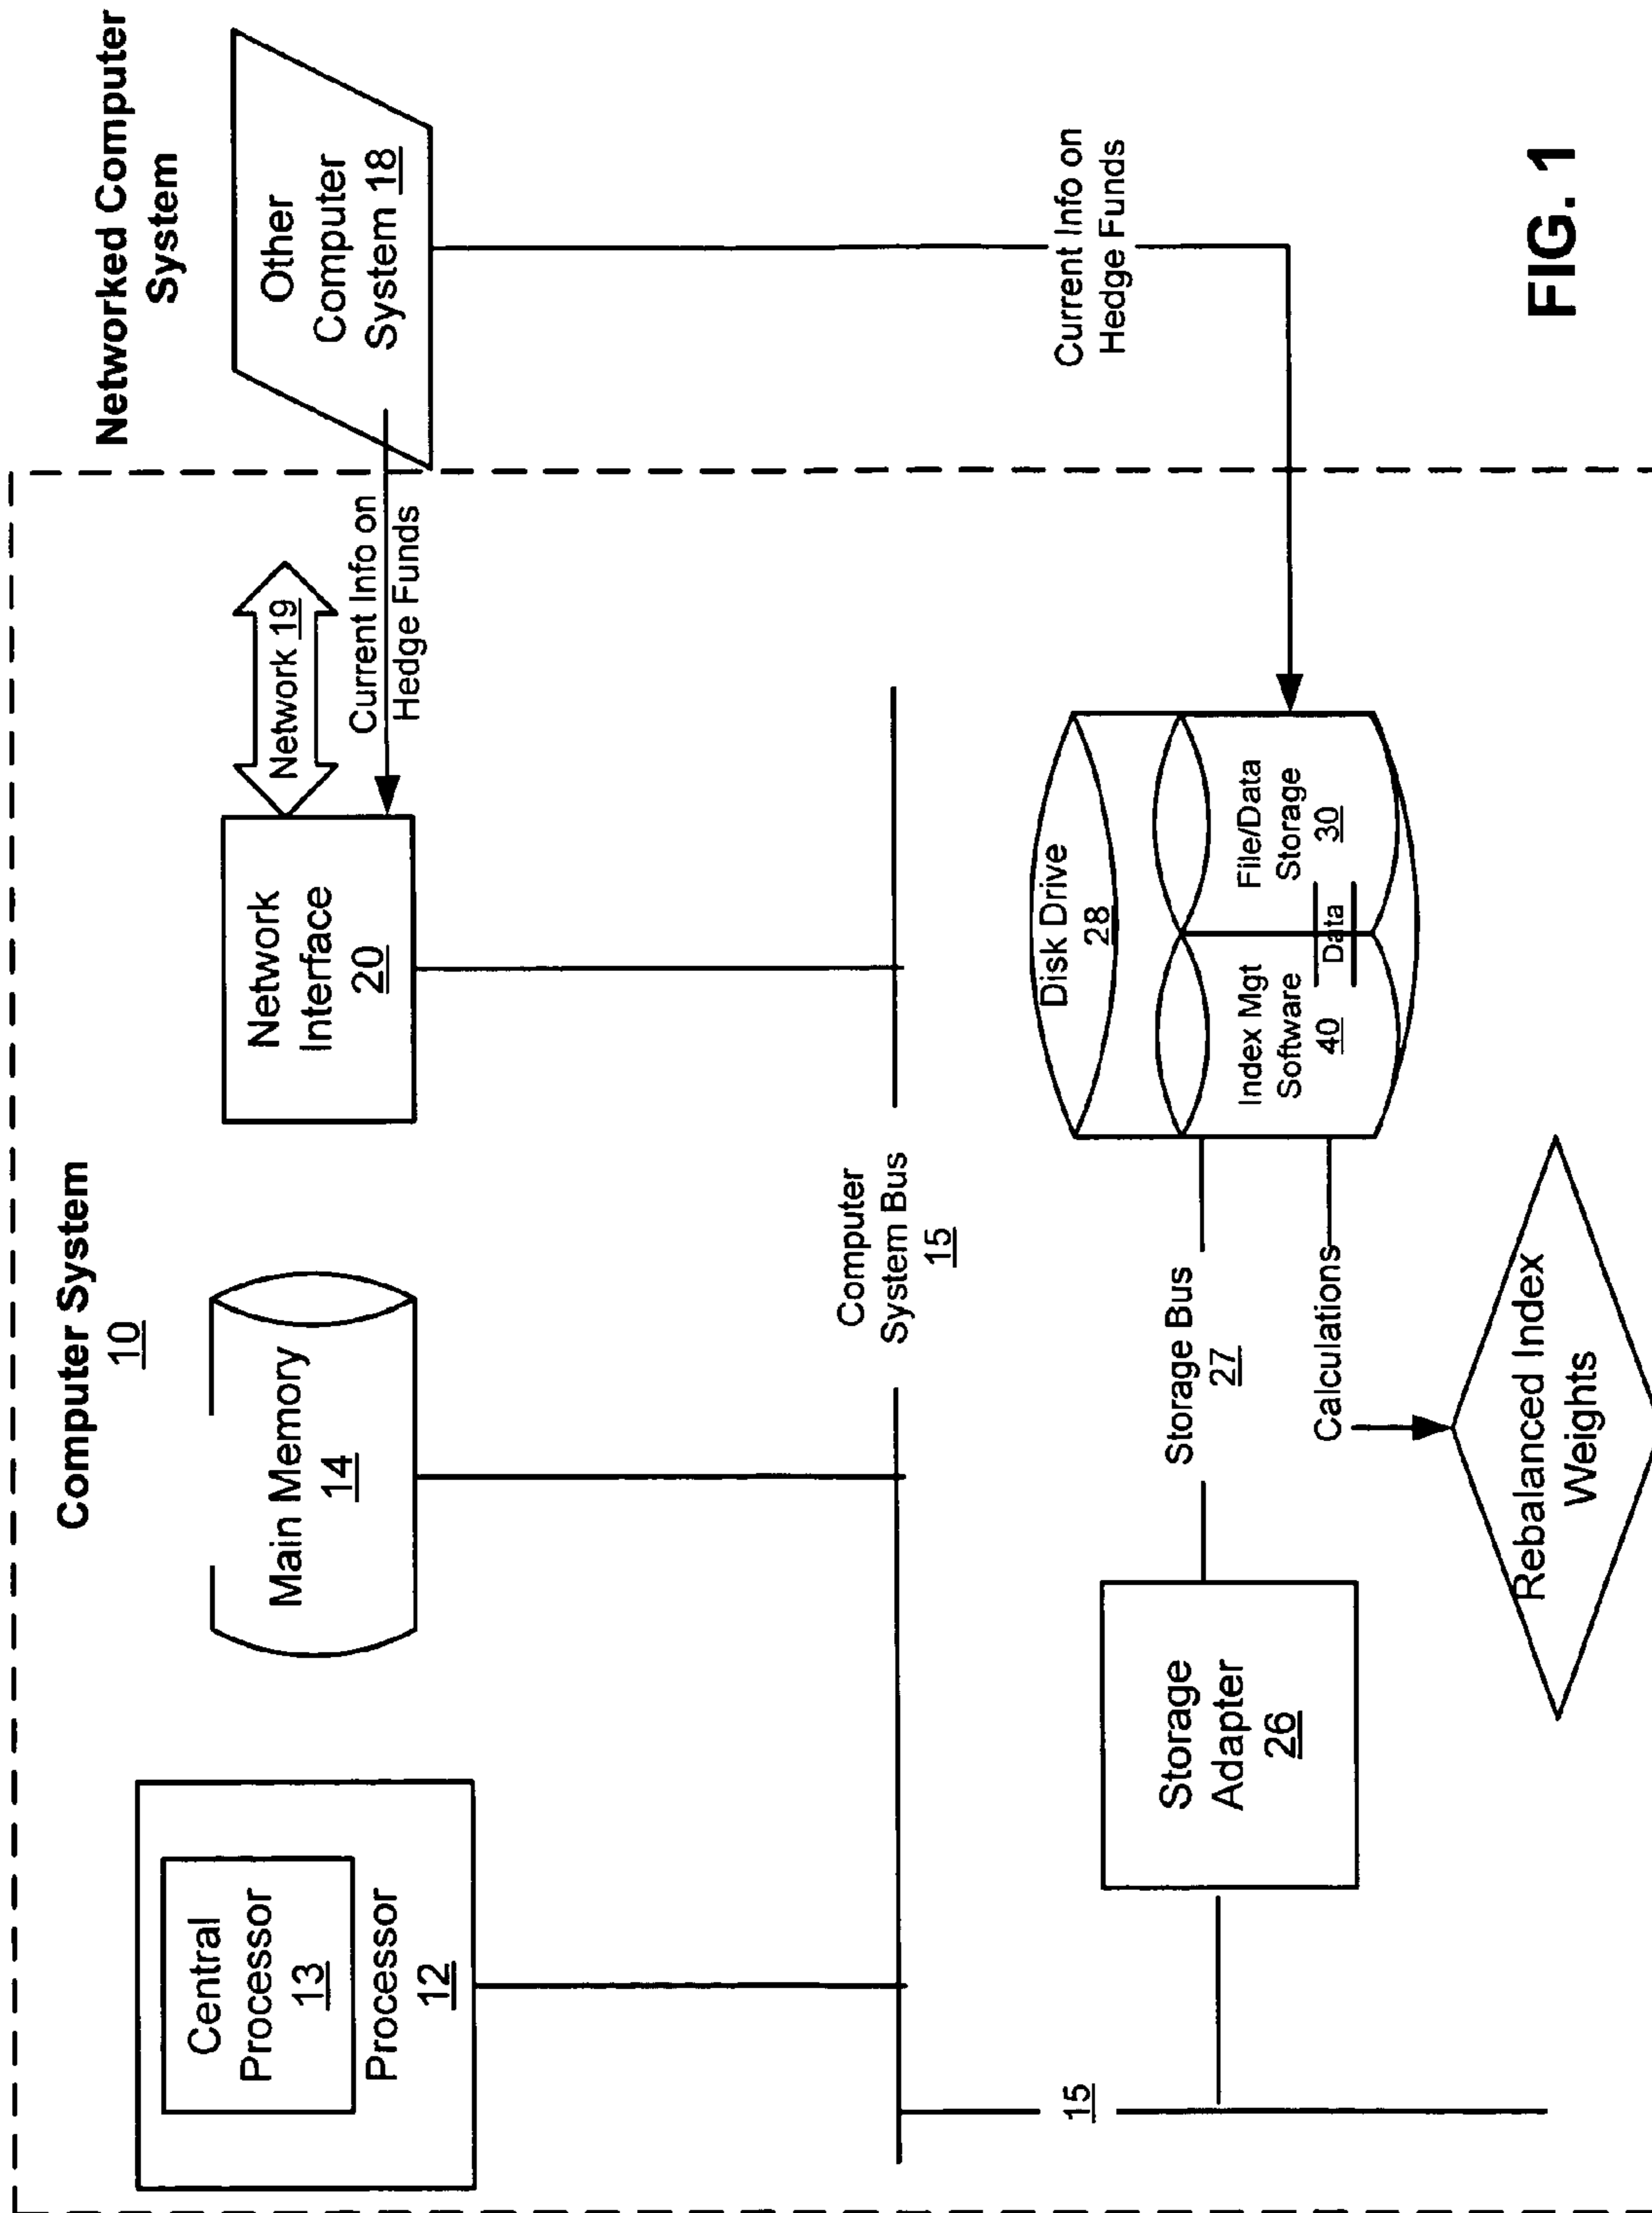 Computer System
10
Networked Computer
System
Central
Processor
13
Processor
12
Main Memory
14
Network
Interface
20
Network 19
Current Info on
Hedge Funds
Other
Computer
System 18
Computer
System Bus
15
15
Storage
Adapter
26
Storage Bus
27
Calculations
Disk Drive
28
Index Mgt
Software
40
Data
File/Data
Storage
30
Current Info on
Hedge Funds
Rebalanced Index
Weights
FIG. 1